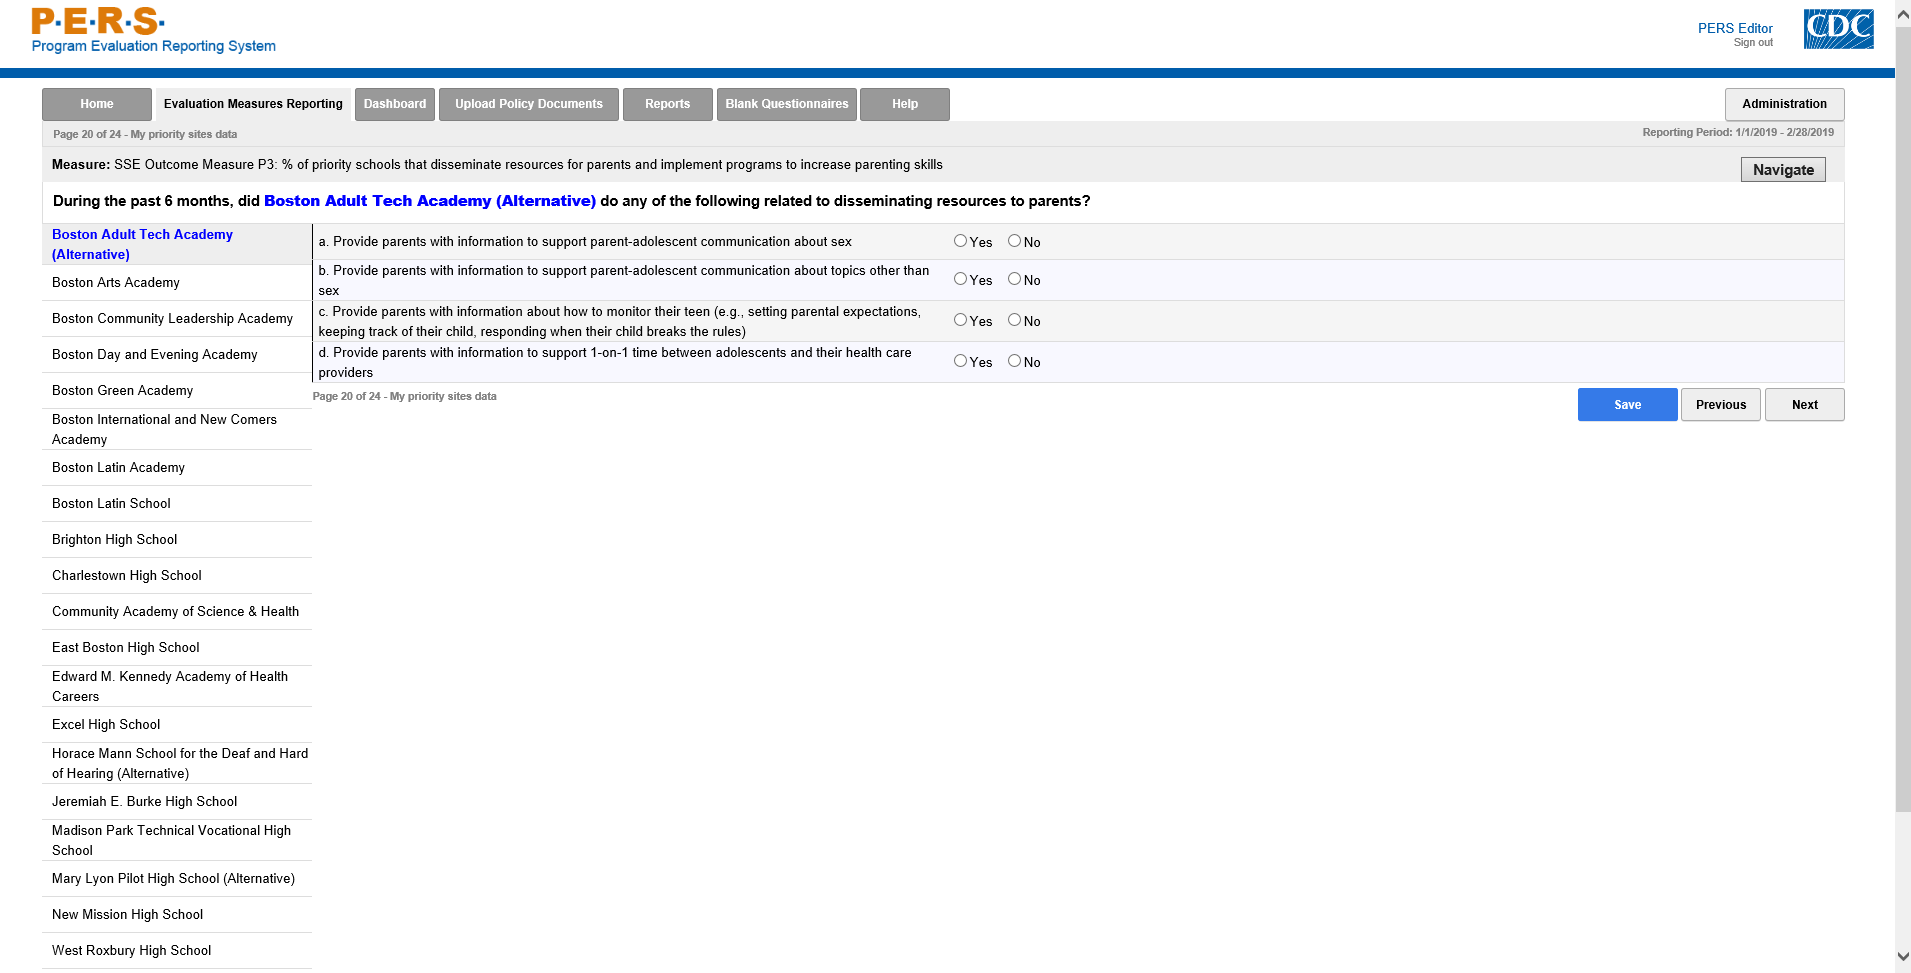 P.E.R.S.
Program Evaluation Reporting System
PERS Editor
Sign out
CDC
Home
Evaluation Measures Reporting
Dashboard
Upload Policy Documents
Reports
Blank Questionnaires
Help
Administration
Page 20 of 24 - My priority sites data
Reporting Period: 1/1/2019 - 2/28/2019
Measure: SSE Outcome Measure P3: % of priority schools that disseminate resources for parents and implement programs to increase parenting skills
Navigate
During the past 6 months, did Boston Adult Tech Academy (Alternative) do any of the following related to disseminating resources to parents?
Boston Adult Tech Academy
(Alternative)
Boston Arts Academy
Boston Community Leadership Academy
Boston Day and Evening Academy
Boston Green Academy
Boston International and New Comers
Academy
Boston Latin Academy
Boston Latin School
Brighton High School
Charlestown High School
Community Academy of Science & Health
East Boston High School
Edward M. Kennedy Academy of Health
Careers
Excel High School
Horace Mann School for the Deaf and Hard
of Hearing (Alternative)
Jeremiah E. Burke High School
Madison Park Technical Vocational High
School
Mary Lyon Pilot High School (Alternative)
New Mission High School
West Roxbury High School
a. Provide parents with information to support parent-adolescent communication about sex
Yes No
b. Provide parents with information to support parent-adolescent communication about topics other than
sex
Yes No
c. Provide parents with information about how to monitor their teen (e.g., setting parental expectations,
keeping track of their child, responding when their child breaks the rules)
Yes No
d. Provide parents with information to support 1-on-1 time between adolescents and their health care
providers
Yes No
Page 20 of 24 - My priority sites data
Save
Previous
Next